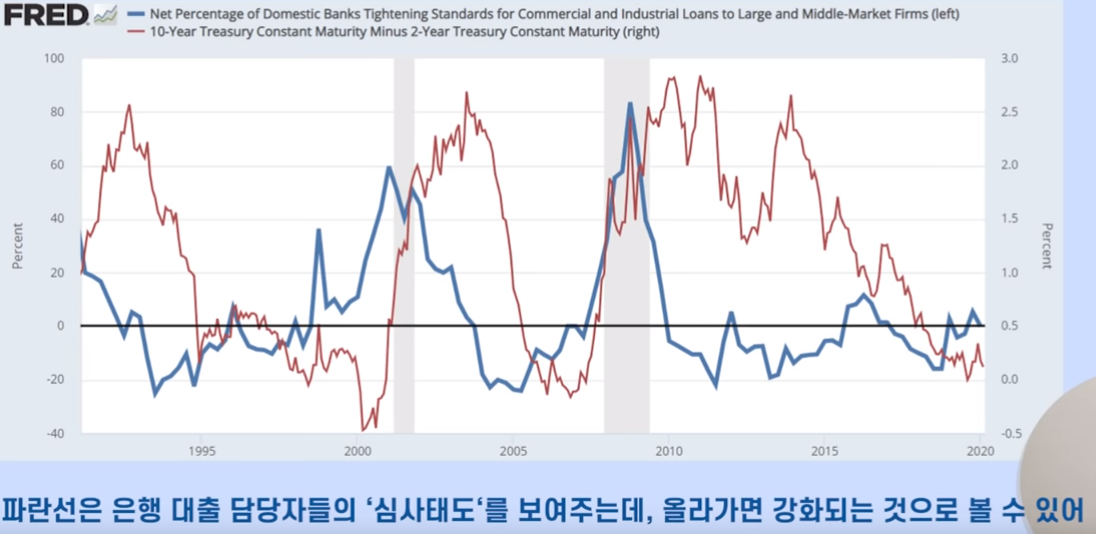 FRED
Net Percentage of Domestic Banks Tightening Standards for Commercial and Industrial Loans to Large and Middle-Market Firms (left)
10-Year Treasury Constant Maturity Minus 2-Year Treasury Constant Maturity (right)
100 3.0
80 2.5
60 2.0
40 1.5
20 1.0
0 0.5
-20 0.0
-40 -0.5
Percent
Percent
1995 2000 2005 2010 2015 2020
파란선은 은행 대출 담당자들의 ‘심사태도‘를 보여주는데, 올라가면 강화되는 것으로 볼 수 있어